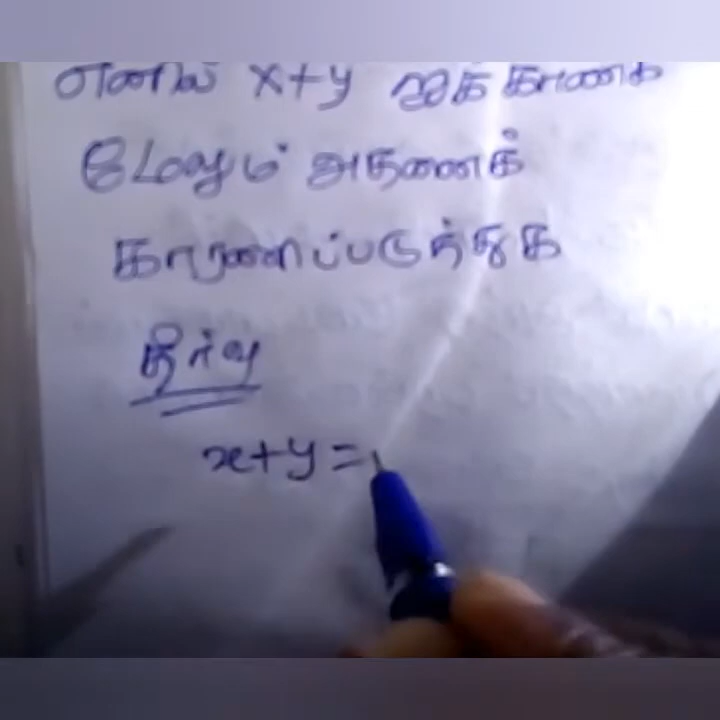 எனில் x+y ஐக் காண்க
மேலும் அதனைக்
காரணைப்படுத்துக
தீர்வு
x+y=